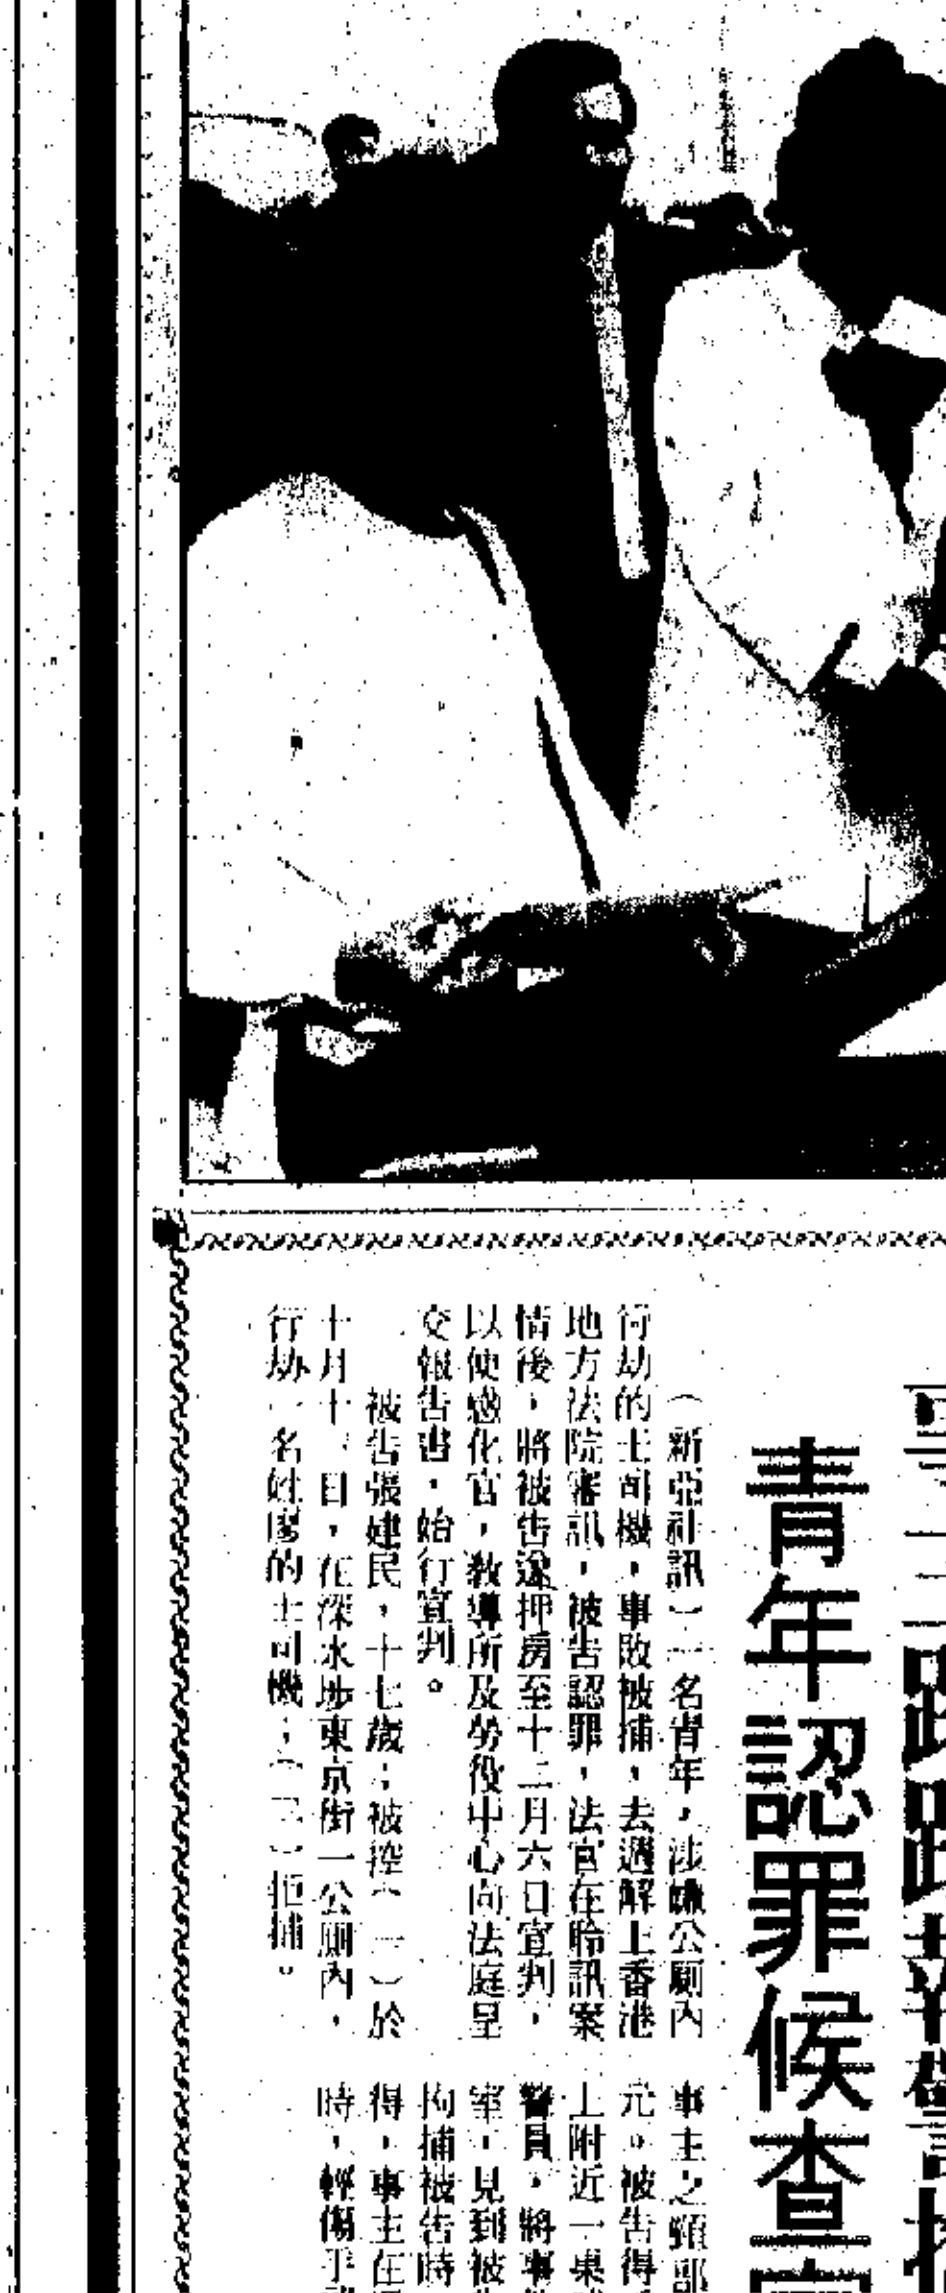 青年認罪候查
（新亞社訊）一名青年，涉嫌公厠內
行劫的士司機，事敗被捕，去週解上香港
地方法院審訊，被告認罪，法官在聆訊案
情後，將被告還押房至十二月六日宣判，
以便感化官，教導所及勞役中心向法庭呈
交報告書，始行宣判。
被告張建民，十七歲；被控（一）於
十月十　日，在深水埗東京街一公厠內，
行劫一名姓廖的士司機；（二）拒捕。
事主之頸部
元。被告得
上附近一
警員，將事
室，見到被
拘捕被告時
得，事主在
時，輕傷手